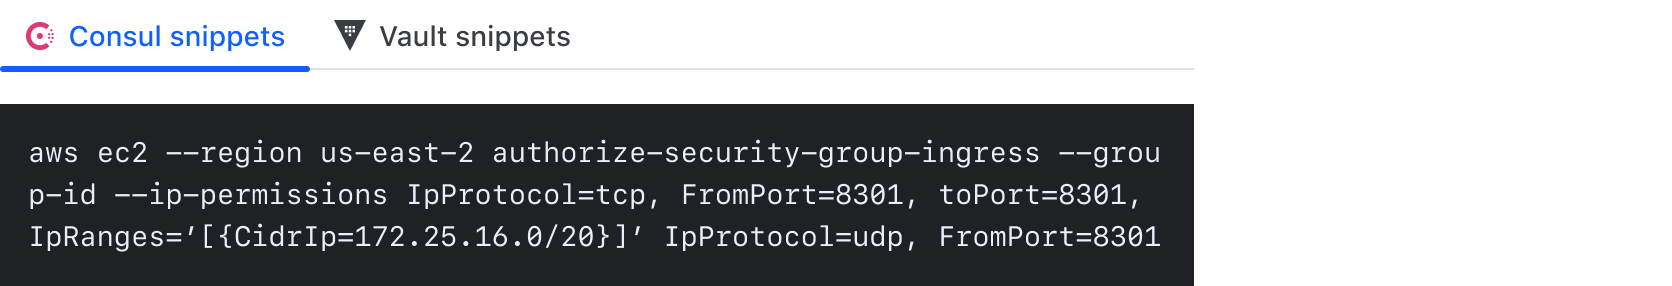 Consul snippets
Vault snippets
aws ec2 --region us-east-2 authorize-security-group-ingress --grou
p-id --ip-permissions IpProtocol=tcp, FromPort=8301, toPort=8301,
IpRanges=’[{CidrIp=172.25.16.0/20}]’ IpProtocol=udp, FromPort=8301